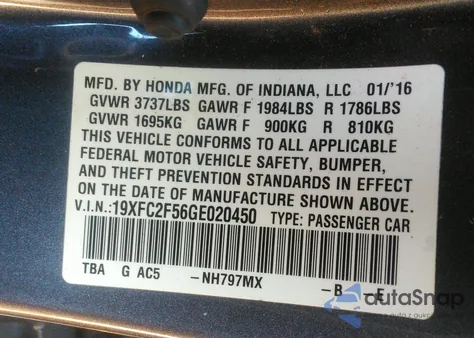 MFD. BY HONDA MFG. OF INDIANA, LLC 01/'16
GVWR 3737LBS GAWR F 1984LBS R 1786LBS
GVWR 1695KG GAWR F 900KG R 810KG
THIS VEHICLE CONFORMS TO ALL APPLICABLE
FEDERAL MOTOR VEHICLE SAFETY, BUMPER,
AND THEFT PREVENTION STANDARDS IN EFFECT
ON THE DATE OF MANUFACTURE SHOWN ABOVE.
V.I.N.:19XFC2F56GE020450 TYPE: PASSENGER CAR
TBA G AC5 -NH797MX -B -E
autaSnap